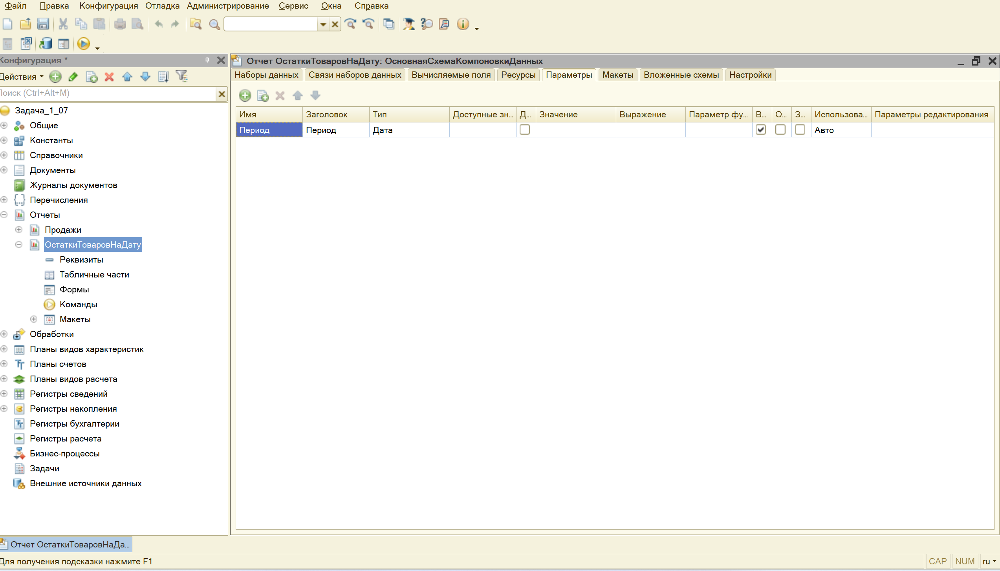 Файл Правка Конфигурация Отладка Администрирование Сервис Окна Справка
Конфигурация *
Действия
Поиск (Ctrl+Alt+M)
Задача_1_07
Общие
Константы
Справочники
Документы
Журналы документов
Перечисления
Отчеты
Продажи
ОстаткиТоваровНаДату
Реквизиты
Табличные части
Формы
Команды
Макеты
Обработки
Планы видов характеристик
Планы счетов
Планы видов расчета
Регистры сведений
Регистры накопления
Регистры бухгалтерии
Регистры расчета
Бизнес-процессы
Задачи
Внешние источники данных
Отчет ОстаткиТоваровНаДату: ОсновнаяСхемаКомпоновкиДанных
Наборы данных Связи наборов данных Вычисляемые поля Ресурсы Параметры Макеты Вложенные схемы Настройки
Имя Заголовок Тип Доступные зн... Д... Значение Выражение Параметр фу... В... О... З... Использова... Параметры редактирования
Период Период Дата Авто
Отчет ОстаткиТоваровНаДа...
Для получения подсказки нажмите F1
CAP NUM ru